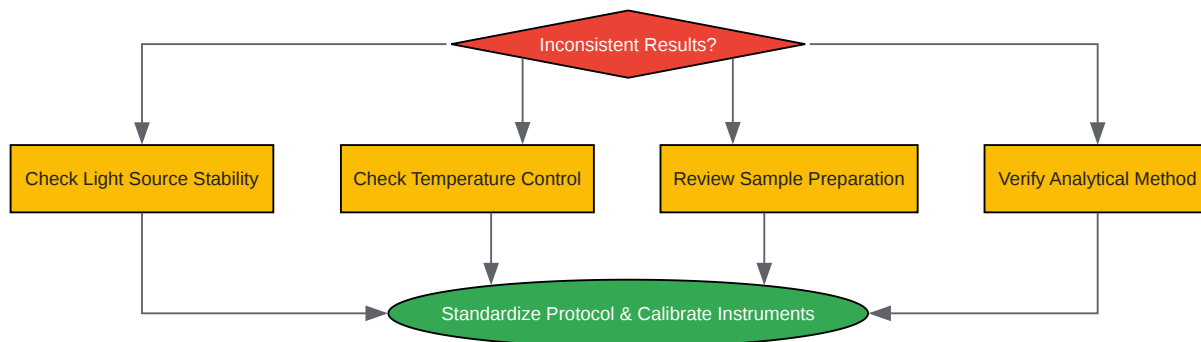 Inconsistent Results?
Check Light Source Stability
Check Temperature Control
Review Sample Preparation
Verify Analytical Method
Standardize Protocol & Calibrate Instruments